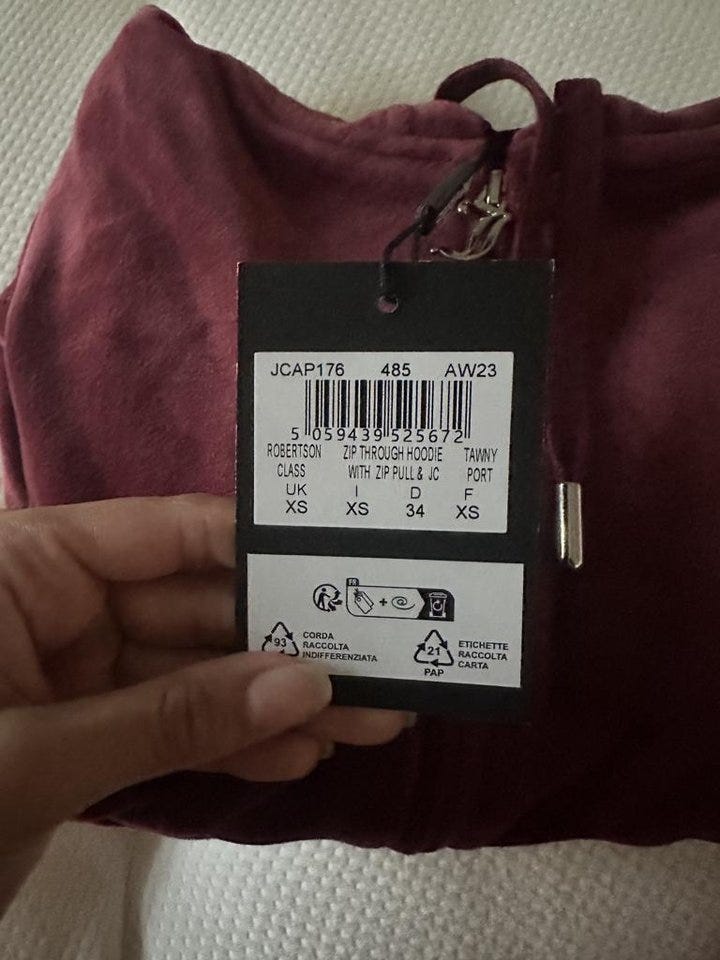 JCAP176 485 AW23
5 059439 525672
ROBERTSON ZIP THROUGH HOODIE TAWNY
CLASS WITH ZIP PULL & JC PORT
UK I D F
XS XS 34 XS
FR
93 CORDA
RACCOLTA
INDIFFERENZIATA
21 ETICHETTE
RACCOLTA
CARTA
PAP